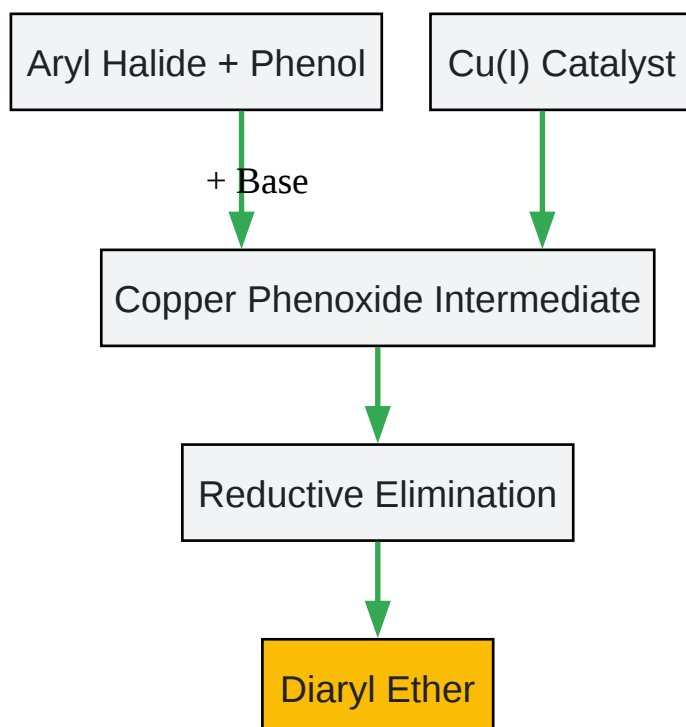 Aryl Halide + Phenol
Cu(I) Catalyst
+ Base
Copper Phenoxide Intermediate
Reductive Elimination
Diaryl Ether